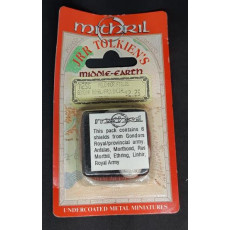 mithril
JRR TOLKIEN'S
MIDDLE-EARTH
mithril
This pack contains 6
shields from Gondors
Royal/provincial army
Anfalas, Morthond, Ras
Morthil, Ethring, Linhir,
Royal Army
UNDERCOATED METAL MINIATURES